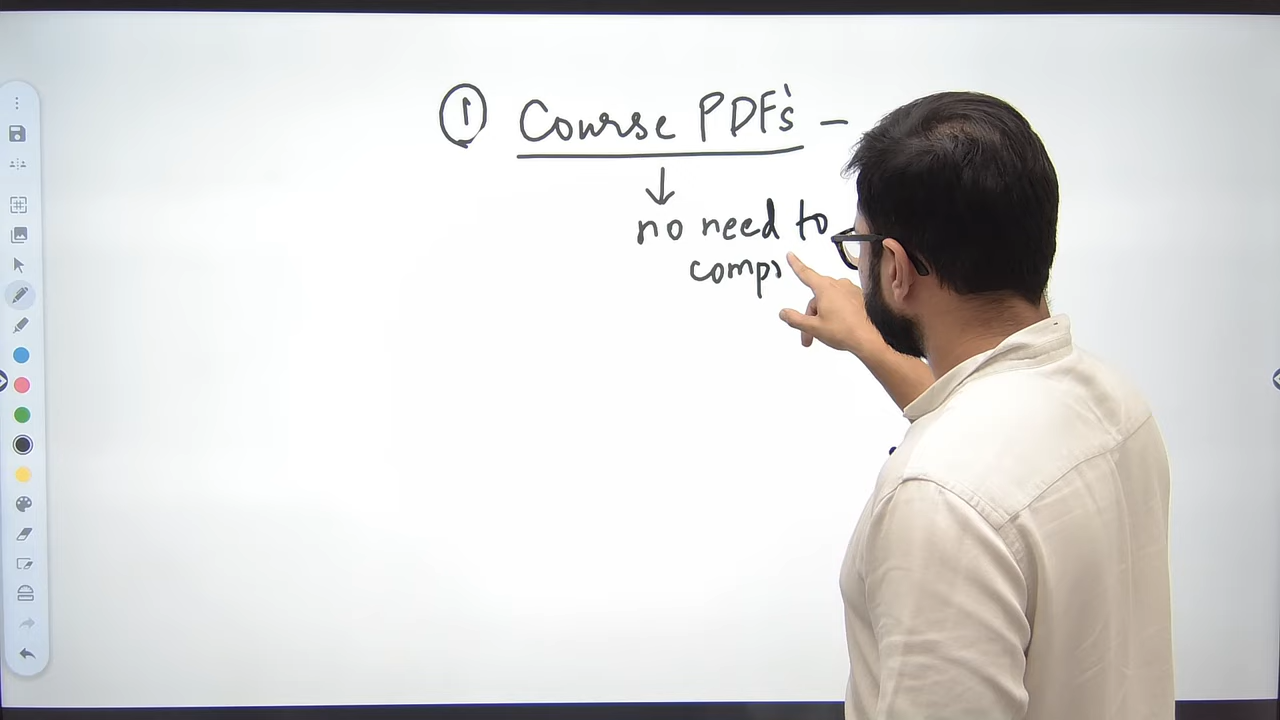 ① Course PDF's –
↓
no need to
comp